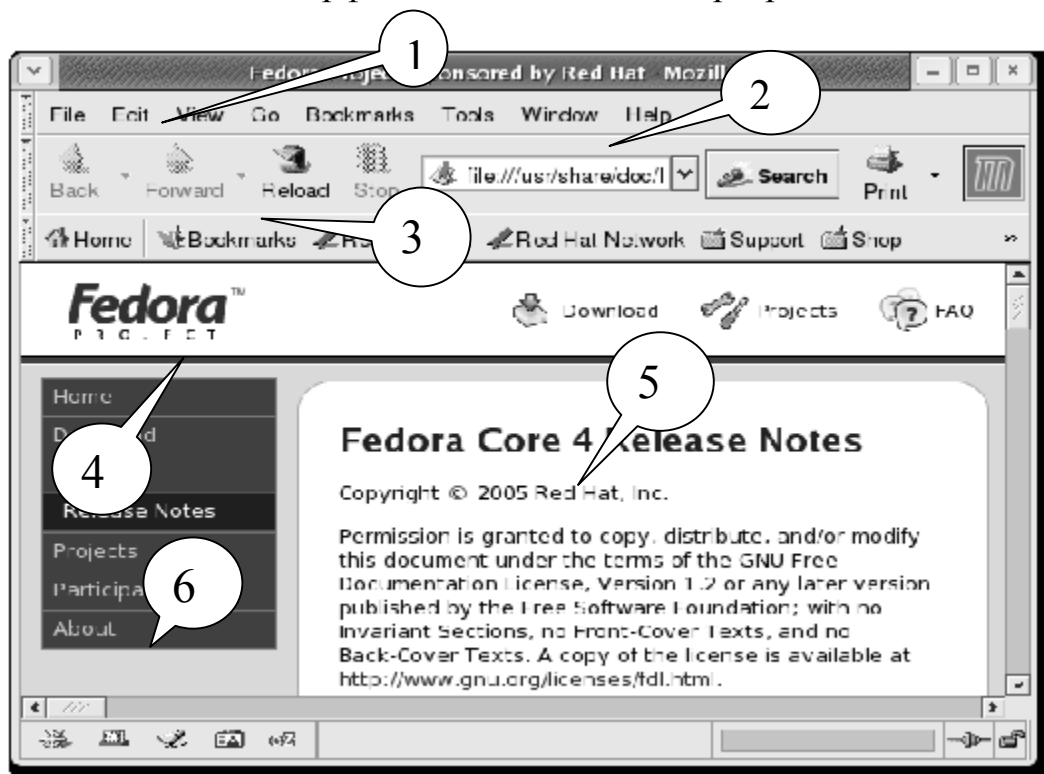 1
Fedora Project sponsored by Red Hat Mozilla
2
File Edit View Go Bookmarks Tools Window Help
Back Forward Reload Stop file:///usr/share/doc/ Search Print
3
Home Bookmarks Red Hat Network Support Shop
Fedora™
PROJECT
Download Projects FAQ
5
Home
4
Release Notes
Projects
6
About
Fedora Core 4 Release Notes
Copyright © 2005 Red Hat, Inc.
Permission is granted to copy, distribute, and/or modify
this document under the terms of the GNU Free
Documentation License, Version 1.2 or any later version
published by the Free Software Foundation; with no
Invariant Sections, no Front-Cover Texts, and no
Back-Cover Texts. A copy of the license is available at
http://www.gnu.org/licenses/fdl.html.